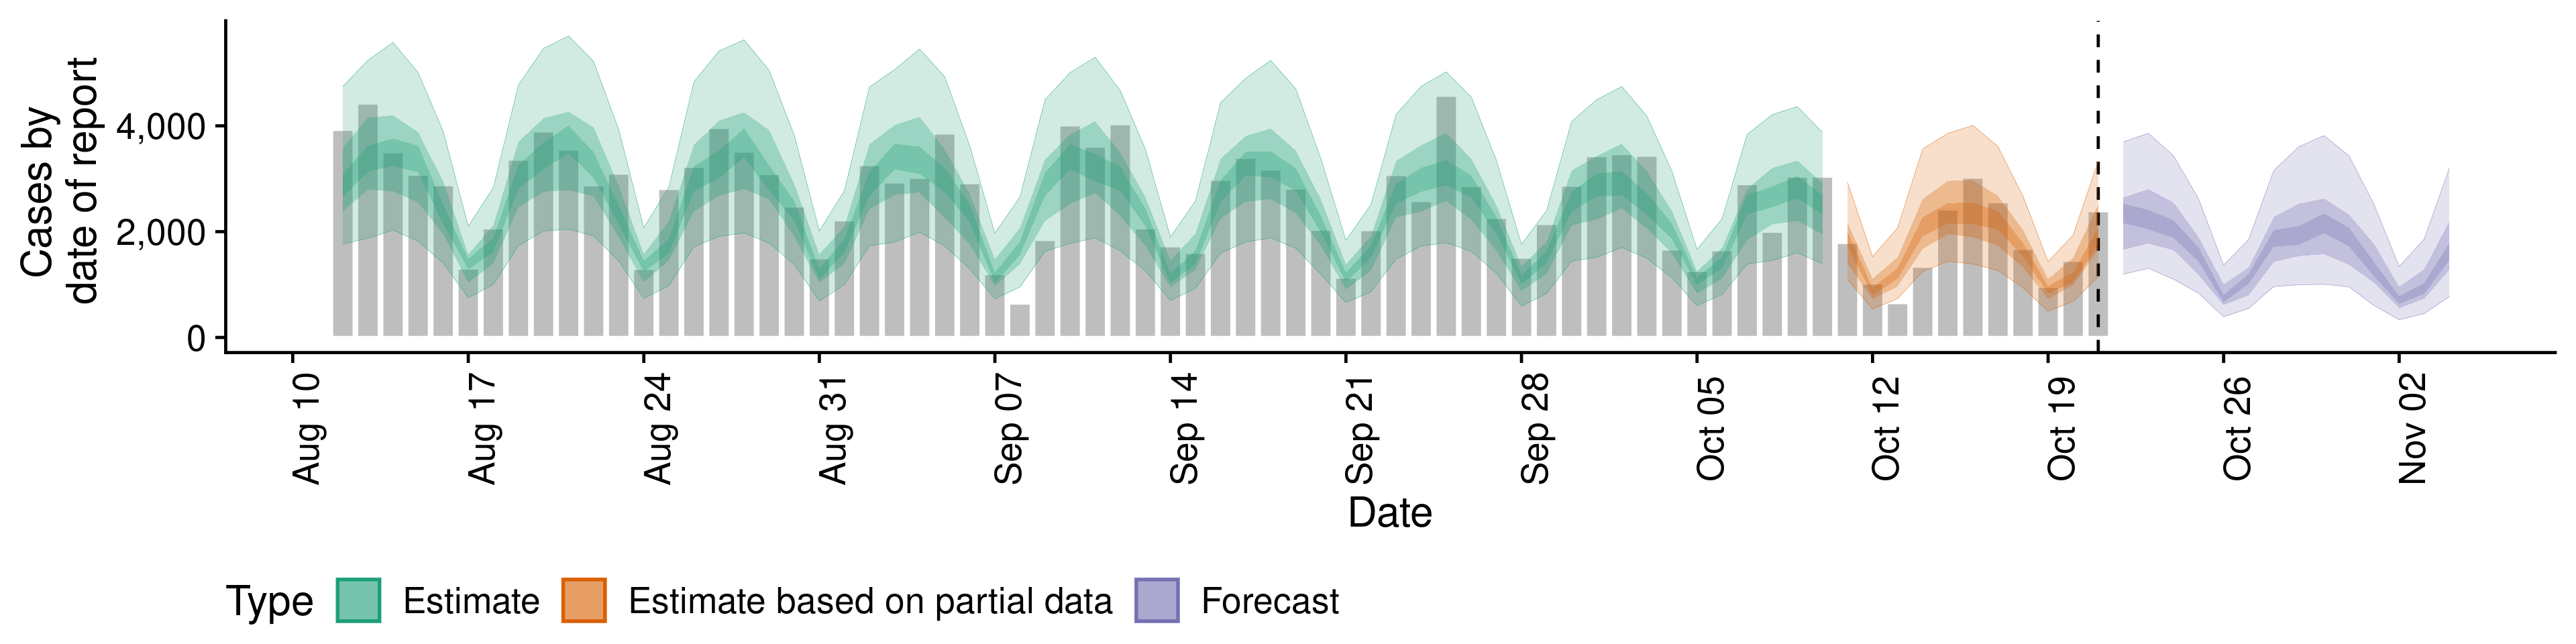 Cases by
date of report
4,000
2,000
0
Aug 10
Aug 17
Aug 24
Aug 31
Sep 07
Sep 14
Sep 21
Sep 28
Oct 05
Oct 12
Oct 19
Oct 26
Nov 02
Date
Type Estimate Estimate based on partial data Forecast